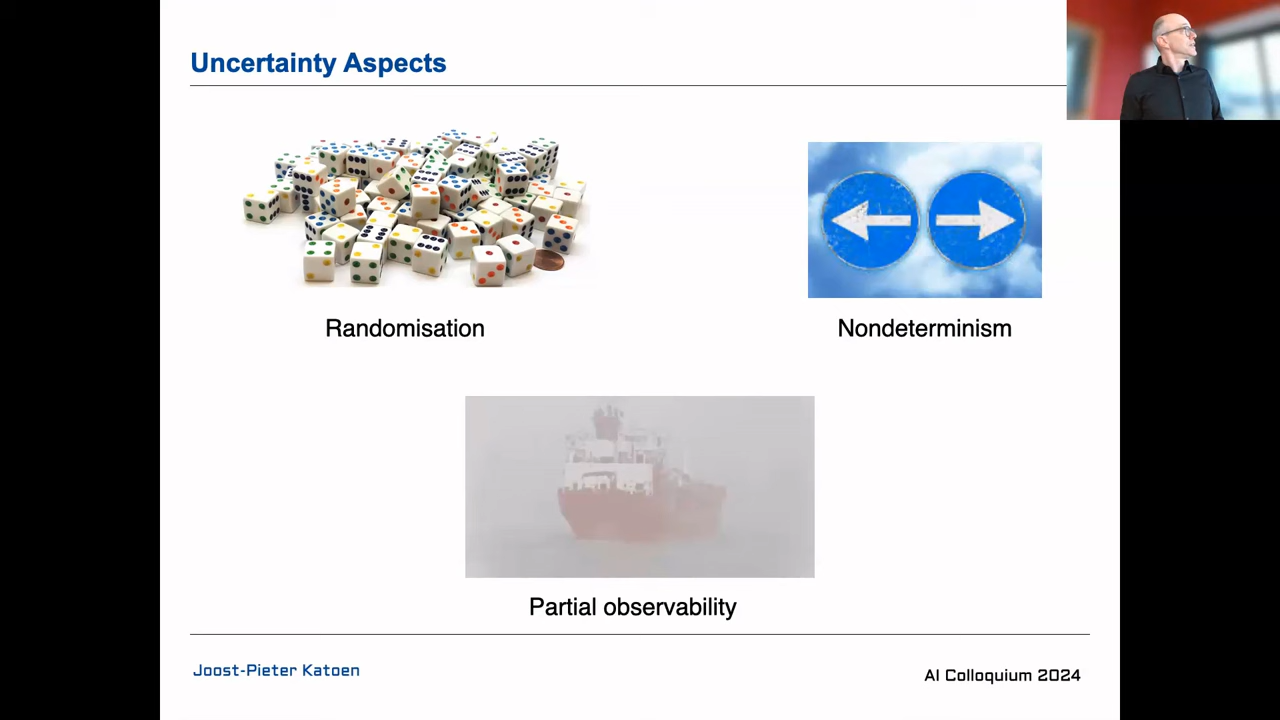 Uncertainty Aspects
Randomisation
Nondeterminism
Partial observability
Joost-Pieter Katoen
AI Colloquium 2024